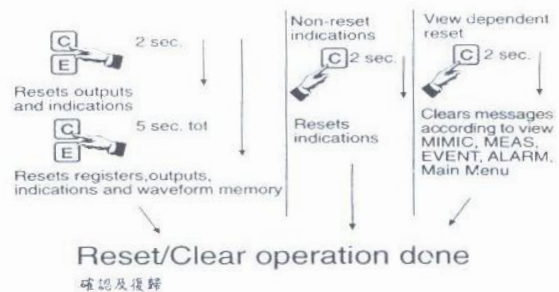 C
E
2 sec.
Resets outputs
and indications
C
E
5 sec. tot
Resets registers,outputs,
indications and waveform memory
Non-reset
indications
C
2 sec.
Resets
indications
View dependent
reset
C
2 sec.
Clears messages
according to view
MIMIC, MEAS,
EVENT, ALARM,
Main Menu
Reset/Clear operation done
確認及復歸